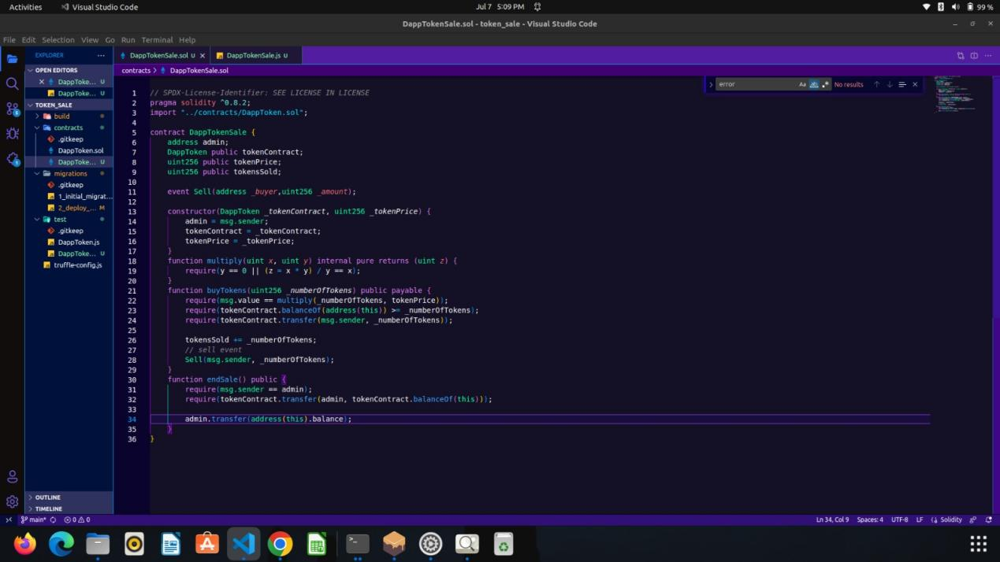 Activities
Visual Studio Code
Jul 7 5:09 PM
99 %
DappTokenSale.sol - token_sale - Visual Studio Code
File Edit Selection View Go Run Terminal Help
EXPLORER
OPEN EDITORS
DappToke... U
DappToke... U
TOKEN_SALE
build
contracts
.gitkeep
DappToken.sol
DappToke... U
migrations
.gitkeep
1_initial_migrat...
2_deploy_... M
test
.gitkeep
DappToken.js
DappToke... U
truffle-config.js
OUTLINE
TIMELINE
DappTokenSale.sol U
DappTokenSale.js U
contracts > DappTokenSale.sol
error
Aa
ab
No results
1 // SPDX-License-Identifier: SEE LICENSE IN LICENSE
2 pragma solidity ^0.8.2;
3 import "../contracts/DappToken.sol";
4
5 contract DappTokenSale {
6 address admin;
7 DappToken public tokenContract;
8 uint256 public tokenPrice;
9 uint256 public tokensSold;
10
11 event Sell(address _buyer,uint256 _amount);
12
13 constructor(DappToken _tokenContract, uint256 _tokenPrice) {
14 admin = msg.sender;
15 tokenContract = _tokenContract;
16 tokenPrice = _tokenPrice;
17 }
18 function multiply(uint x, uint y) internal pure returns (uint z) {
19 require(y == 0 || (z = x * y) / y == x);
20 }
21 function buyTokens(uint256 _numberOfTokens) public payable {
22 require(msg.value == multiply(_numberOfTokens, tokenPrice));
23 require(tokenContract.balanceOf(address(this)) >= _numberOfTokens);
24 require(tokenContract.transfer(msg.sender, _numberOfTokens));
25
26 tokensSold += _numberOfTokens;
27 // sell event
28 Sell(msg.sender, _numberOfTokens);
29 }
30 function endSale() public {
31 require(msg.sender == admin);
32 require(tokenContract.transfer(admin, tokenContract.balanceOf(this)));
33
34 admin.transfer(address(this).balance);
35 }
36 }
main*
0 0
Ln 34, Col 9
Spaces: 4
UTF-8
LF
Solidity